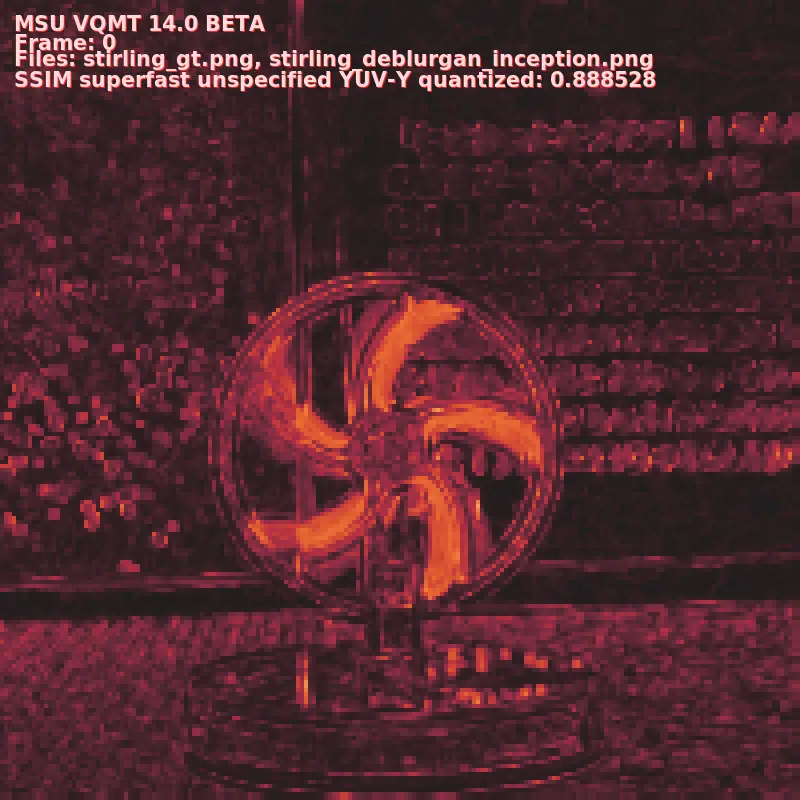 MSU VQMT 14.0 BETA
Frame: 0
Files: stirling_gt.png, stirling_deblurgan_inception.png
SSIM superfast unspecified YUV-Y quantized: 0.888528